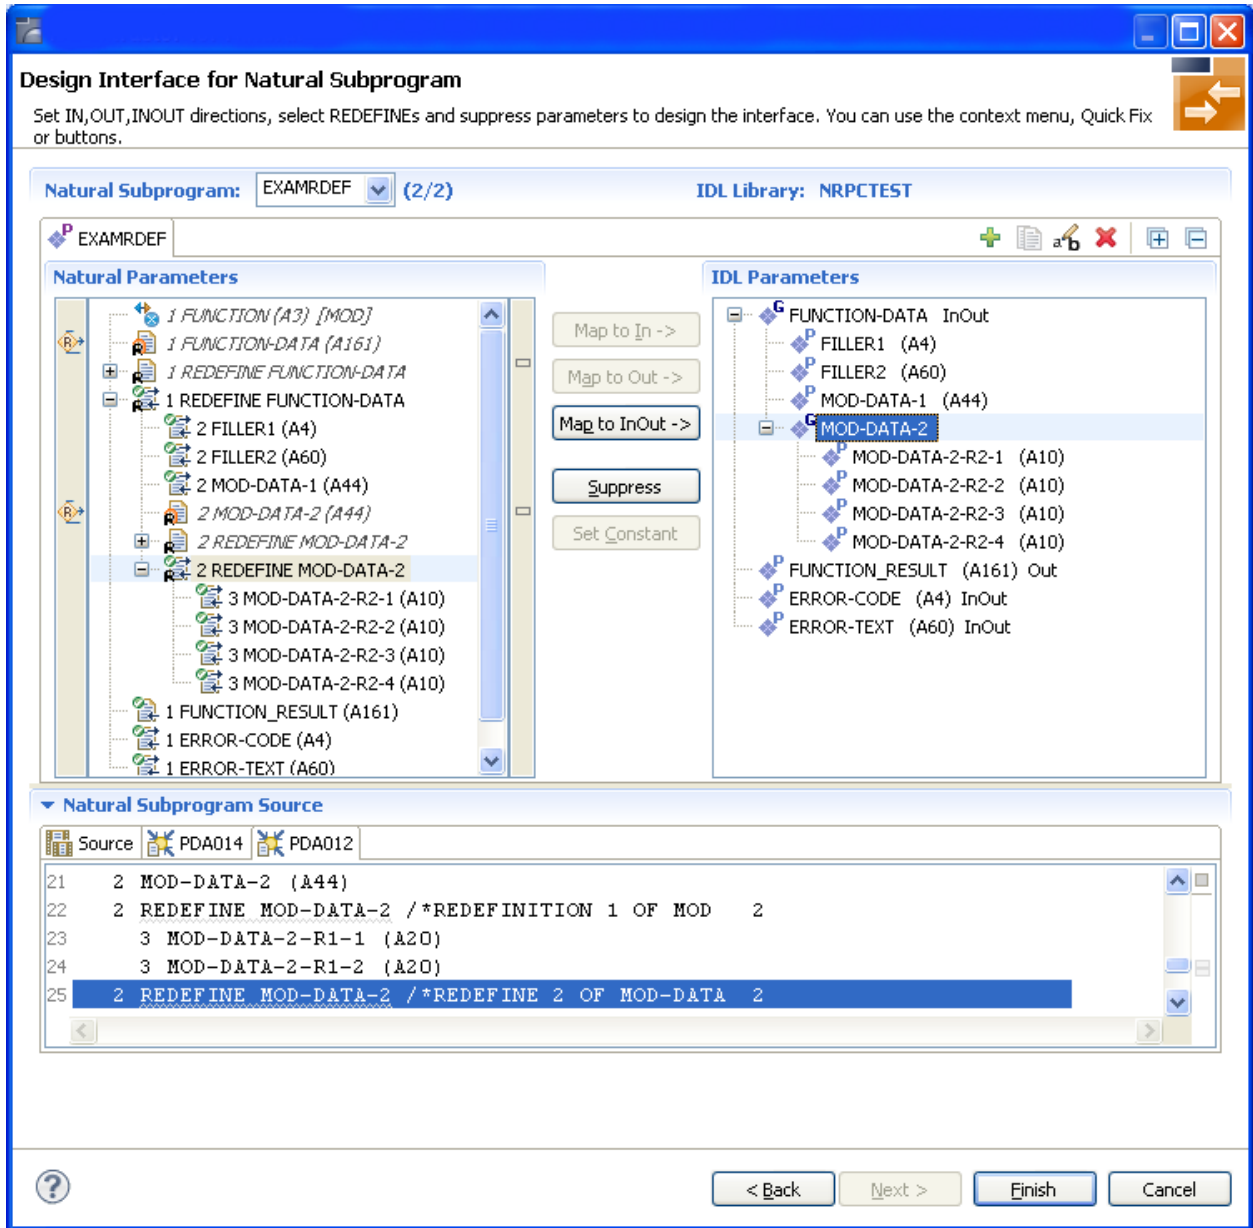 Design Interface for Natural Subprogram
Set IN,OUT,INOUT directions, select REDEFINEs and suppress parameters to design the interface. You can use the context menu, Quick Fix
or buttons.
Natural Subprogram: EXAMRDEF (2/2) IDL Library: NRPCTEST
EXAMRDEF
Natural Parameters
1 FUNCTION (A3) [MOD]
1 FUNCTION-DATA (A161)
1 REDEFINE FUNCTION-DATA
1 REDEFINE FUNCTION-DATA
2 FILLER1 (A4)
2 FILLER2 (A60)
2 MOD-DATA-1 (A44)
2 MOD-DATA-2 (A44)
2 REDEFINE MOD-DATA-2
2 REDEFINE MOD-DATA-2
3 MOD-DATA-2-R2-1 (A10)
3 MOD-DATA-2-R2-2 (A10)
3 MOD-DATA-2-R2-3 (A10)
3 MOD-DATA-2-R2-4 (A10)
1 FUNCTION_RESULT (A161)
1 ERROR-CODE (A4)
1 ERROR-TEXT (A60)
Map to In ->
Map to Out ->
Map to InOut ->
Suppress
Set Constant
IDL Parameters
FUNCTION-DATA InOut
FILLER1 (A4)
FILLER2 (A60)
MOD-DATA-1 (A44)
MOD-DATA-2
MOD-DATA-2-R2-1 (A10)
MOD-DATA-2-R2-2 (A10)
MOD-DATA-2-R2-3 (A10)
MOD-DATA-2-R2-4 (A10)
FUNCTION_RESULT (A161) Out
ERROR-CODE (A4) InOut
ERROR-TEXT (A60) InOut
Natural Subprogram Source
Source PDA014 PDA012
21 2 MOD-DATA-2 (A44)
22 2 REDEFINE MOD-DATA-2 /*REDEFINITION 1 OF MOD 2
23 3 MOD-DATA-2-R1-1 (A20)
24 3 MOD-DATA-2-R1-2 (A20)
25 2 REDEFINE MOD-DATA-2 /*REDEFINE 2 OF MOD-DATA 2
< Back Next > Finish Cancel